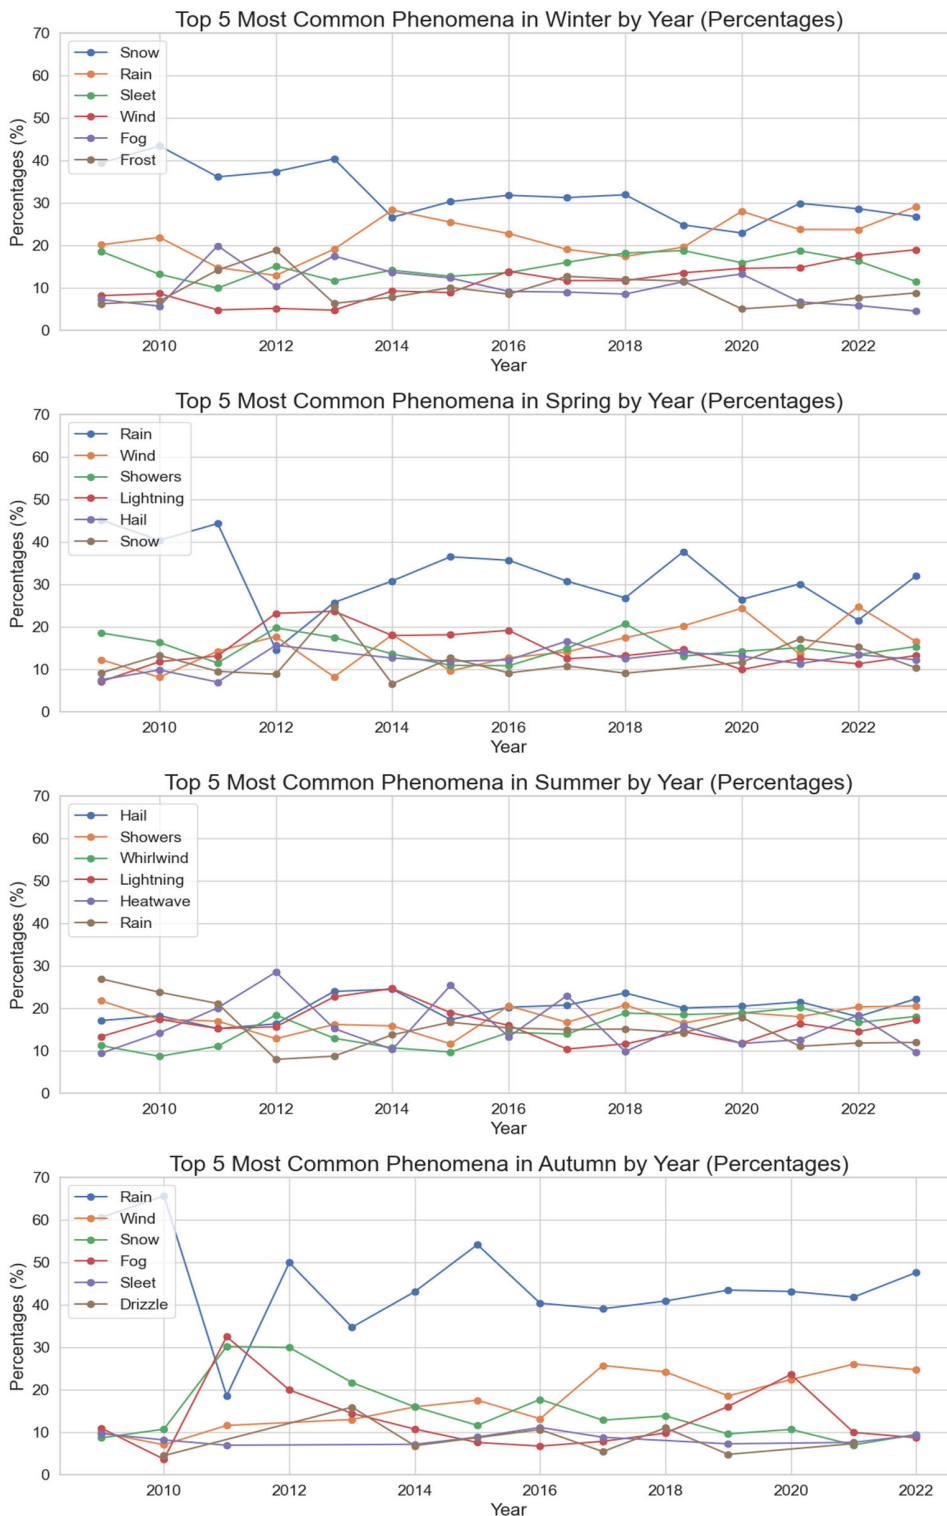 Top 5 Most Common Phenomena in Winter by Year (Percentages)
70
60
50
40
30
20
10
0
Percentages (%)
Snow
Rain
Sleet
Wind
Fog
Frost
2010 2012 2014 2016 2018 2020 2022
Year
Top 5 Most Common Phenomena in Spring by Year (Percentages)
70
60
50
40
30
20
10
0
Percentages (%)
Rain
Wind
Showers
Lightning
Hail
Snow
2010 2012 2014 2016 2018 2020 2022
Year
Top 5 Most Common Phenomena in Summer by Year (Percentages)
70
60
50
40
30
20
10
0
Percentages (%)
Hail
Showers
Whirlwind
Lightning
Heatwave
Rain
2010 2012 2014 2016 2018 2020 2022
Year
Top 5 Most Common Phenomena in Autumn by Year (Percentages)
70
60
50
40
30
20
10
0
Percentages (%)
Rain
Wind
Snow
Fog
Sleet
Drizzle
2010 2012 2014 2016 2018 2020 2022
Year